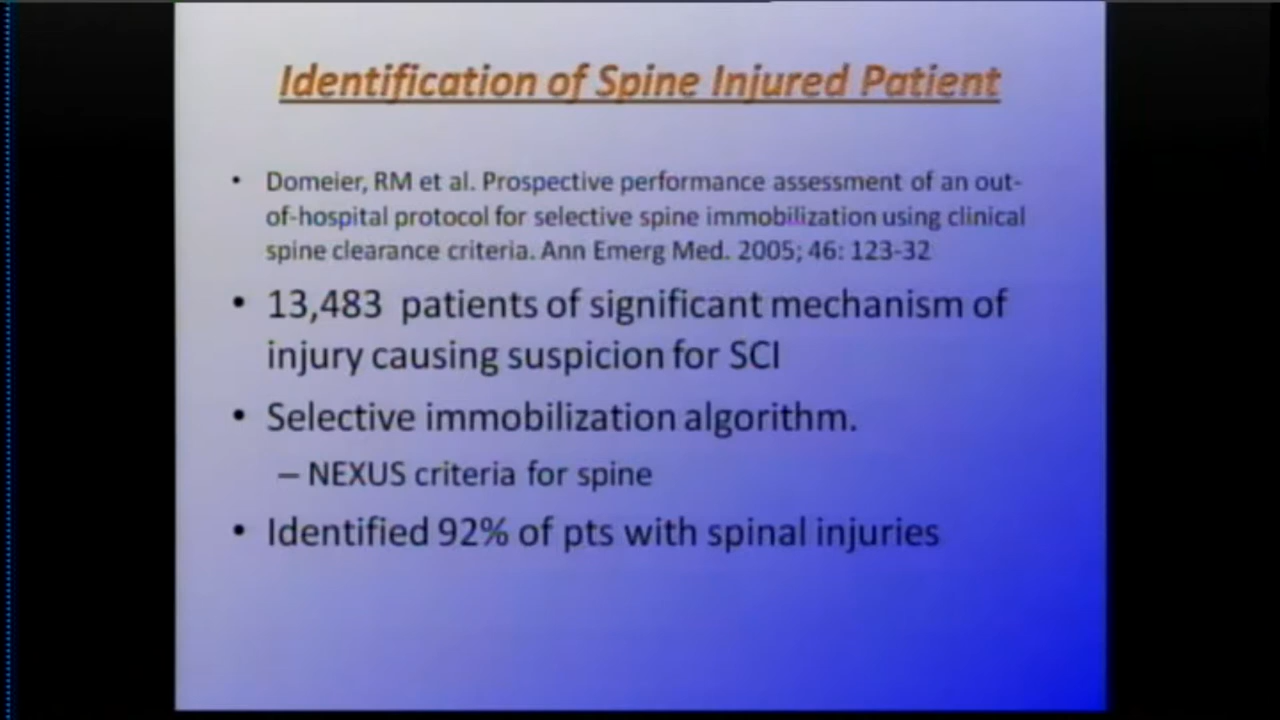 Identification of Spine Injured Patient
• Domeier, RM et al. Prospective performance assessment of an out-
of-hospital protocol for selective spine immobilization using clinical
spine clearance criteria. Ann Emerg Med. 2005; 46: 123-32
• 13,483 patients of significant mechanism of
injury causing suspicion for SCI
• Selective immobilization algorithm.
– NEXUS criteria for spine
• Identified 92% of pts with spinal injuries